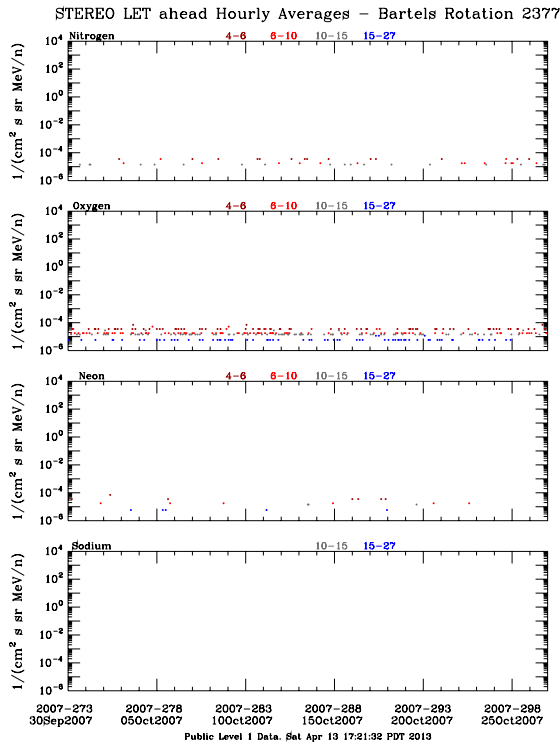 STEREO LET ahead Hourly Averages – Bartels Rotation 2377
Nitrogen 4-6 6-10 10-15 15-27
10^4
10^2
10^0
10^-2
10^-4
10^-6
1/(cm^2 s sr MeV/n)
Oxygen 4-6 6-10 10-15 15-27
10^4
10^2
10^0
10^-2
10^-4
10^-6
1/(cm^2 s sr MeV/n)
Neon 4-6 6-10 10-15 15-27
10^4
10^2
10^0
10^-2
10^-4
10^-6
1/(cm^2 s sr MeV/n)
Sodium 10-15 15-27
10^4
10^2
10^0
10^-2
10^-4
10^-6
1/(cm^2 s sr MeV/n)
2007-273 2007-278 2007-283 2007-288 2007-293 2007-298
30Sep2007 05Oct2007 10Oct2007 15Oct2007 20Oct2007 25Oct2007
Public Level 1 Data. Sat Apr 13 17:21:32 PDT 2013